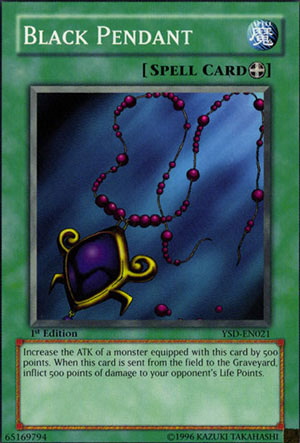 BLACK PENDANT
魔
[SPELL CARD]
1st Edition
YSD-EN021
Increase the ATK of a monster equipped with this card by 500
points. When this card is sent from the field to the Graveyard,
inflict 500 points of damage to your opponent's Life Points.
65169794
©1996 KAZUKI TAKAHASHI